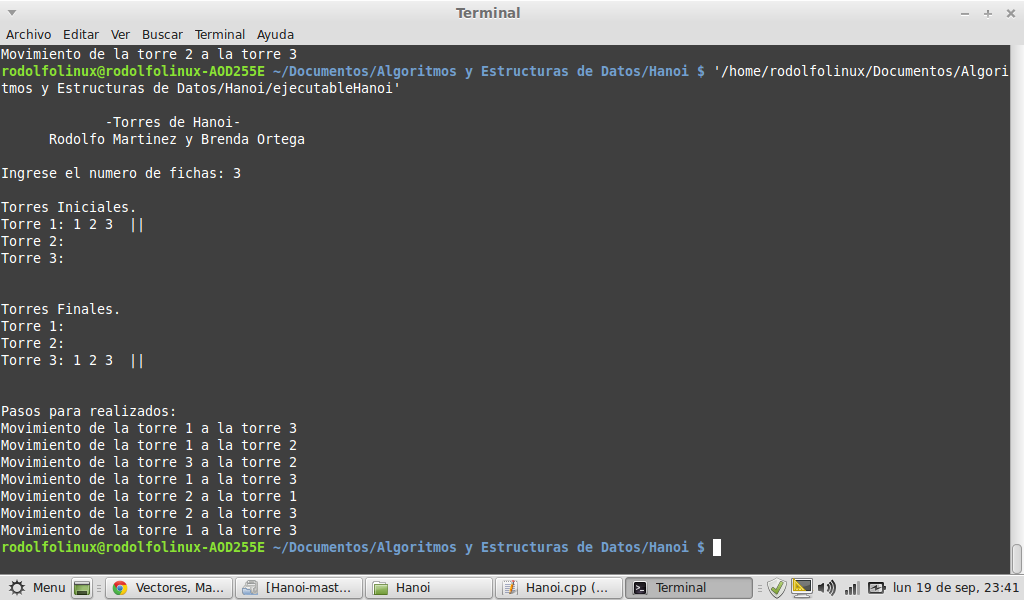 Terminal
Archivo Editar Ver Buscar Terminal Ayuda
Movimiento de la torre 2 a la torre 3
rodolfolinux@rodolfolinux-AOD255E ~/Documentos/Algoritmos y Estructuras de Datos/Hanoi $ '/home/rodolfolinux/Documentos/Algori
tmos y Estructuras de Datos/Hanoi/ejecutableHanoi'
-Torres de Hanoi-
Rodolfo Martinez y Brenda Ortega
Ingrese el numero de fichas: 3
Torres Iniciales.
Torre 1: 1 2 3 ||
Torre 2:
Torre 3:
Torres Finales.
Torre 1:
Torre 2:
Torre 3: 1 2 3 ||
Pasos para realizados:
Movimiento de la torre 1 a la torre 3
Movimiento de la torre 1 a la torre 2
Movimiento de la torre 3 a la torre 2
Movimiento de la torre 1 a la torre 3
Movimiento de la torre 2 a la torre 1
Movimiento de la torre 2 a la torre 3
Movimiento de la torre 1 a la torre 3
rodolfolinux@rodolfolinux-AOD255E ~/Documentos/Algoritmos y Estructuras de Datos/Hanoi $
Menu Vectores, Ma... [Hanoi-mast... Hanoi Hanoi.cpp (... Terminal lun 19 de sep, 23:41